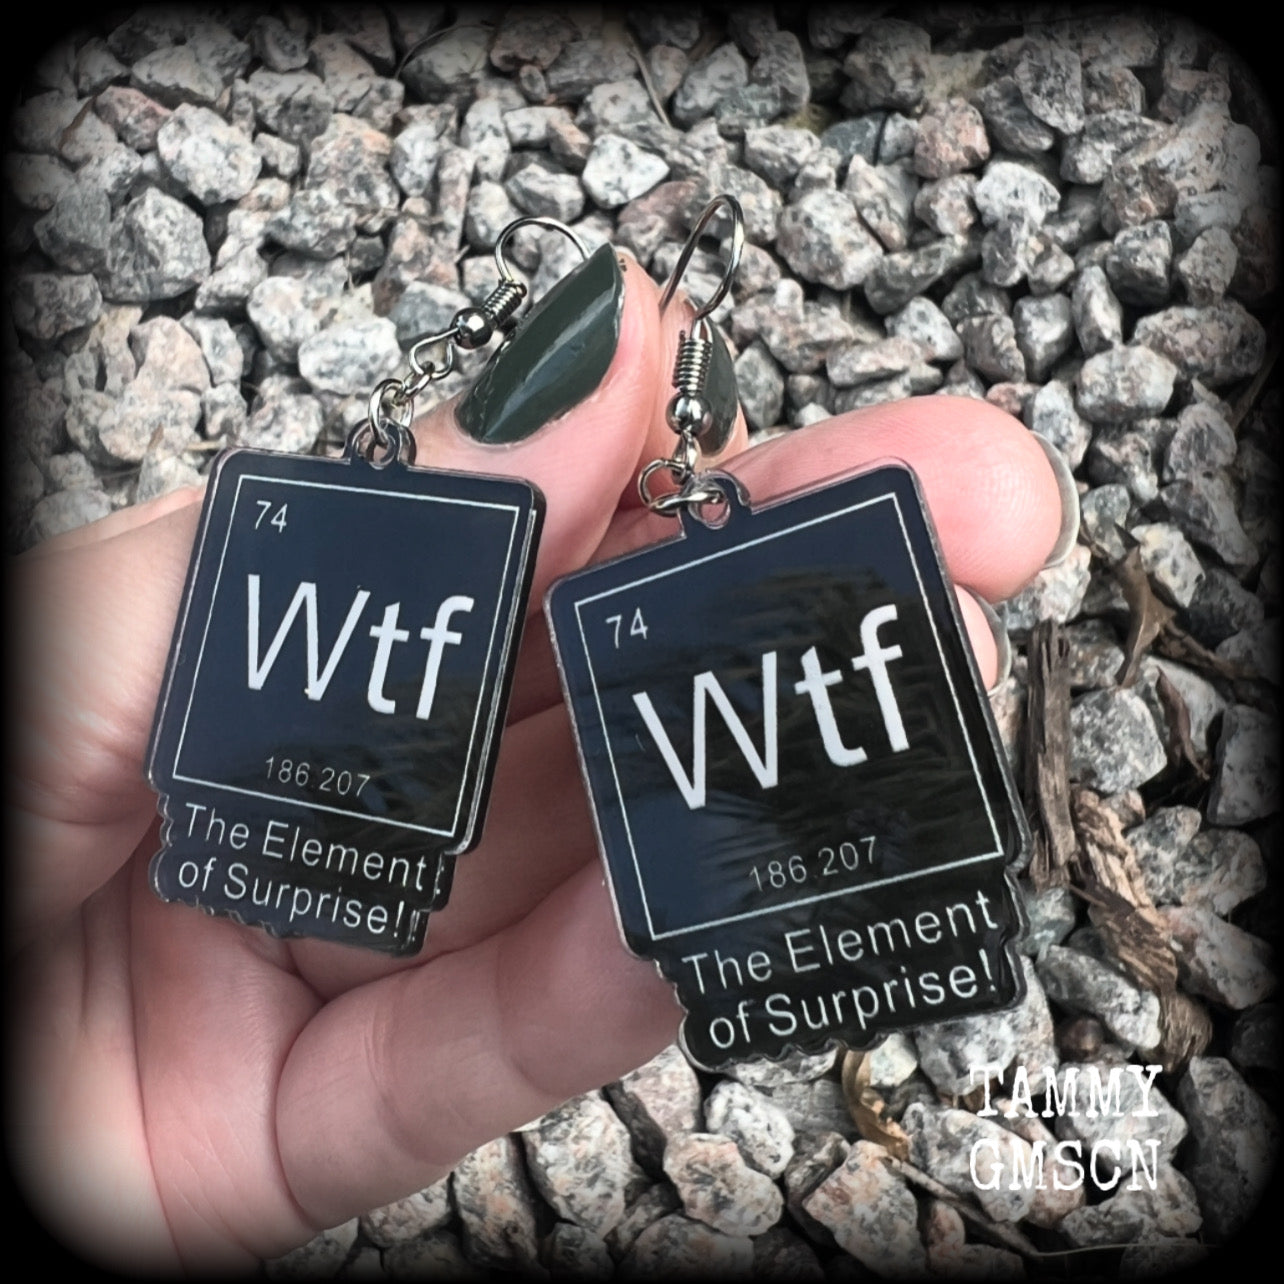 74
Wtf
186.207
The Element
of Surprise!
74
Wtf
186.207
The Element
of Surprise!
TAMMY
GMSCN